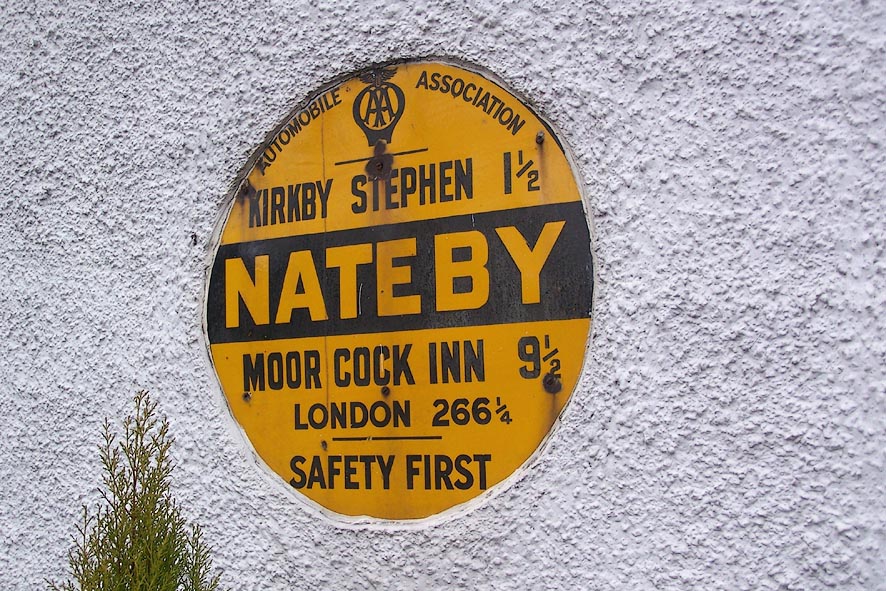 AUTOMOBILE AA ASSOCIATION
KIRKBY STEPHEN 1½
NATEBY
MOOR COCK INN 9½
LONDON 266¼
SAFETY FIRST